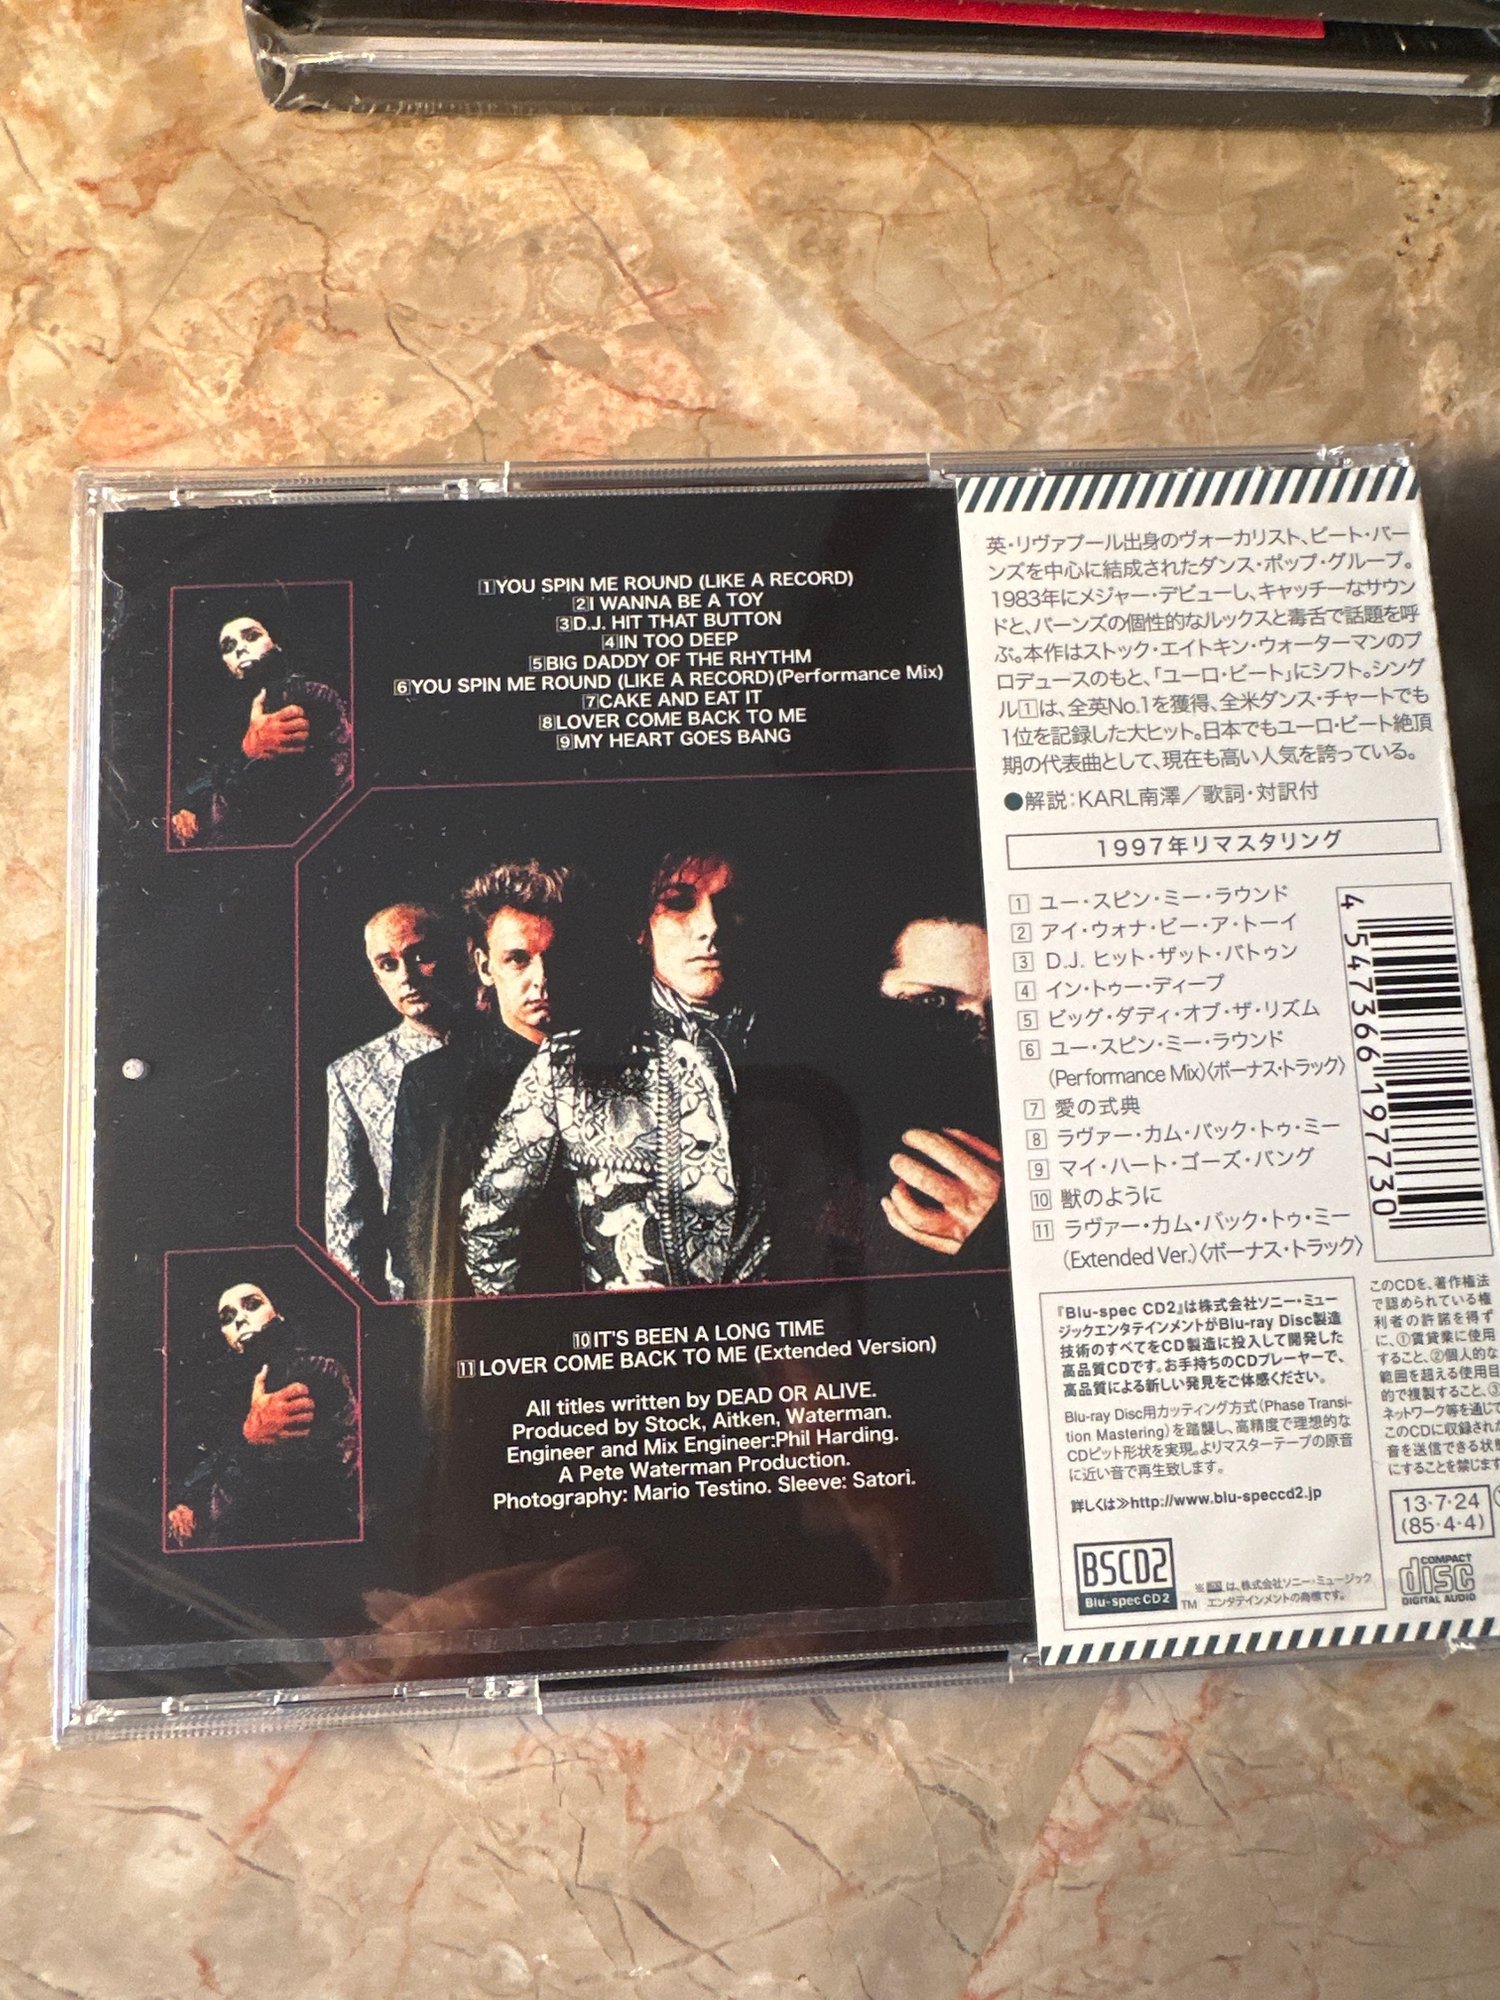 1 YOU SPIN ME ROUND (LIKE A RECORD)
2 I WANNA BE A TOY
3 D.J. HIT THAT BUTTON
4 IN TOO DEEP
5 BIG DADDY OF THE RHYTHM
6 YOU SPIN ME ROUND (LIKE A RECORD)(Performance Mix)
7 CAKE AND EAT IT
8 LOVER COME BACK TO ME
9 MY HEART GOES BANG
10 IT'S BEEN A LONG TIME
11 LOVER COME BACK TO ME (Extended Version)
All titles written by DEAD OR ALIVE.
Produced by Stock, Aitken, Waterman.
Engineer and Mix Engineer:Phil Harding.
A Pete Waterman Production.
Photography: Mario Testino. Sleeve: Satori.
英・リヴァプール出身のヴォーカリスト、ピート・バー
ンズを中心に結成されたダンス・ポップ・グループ。
1983年にメジャー・デビューし、キャッチーなサウン
ドと、バーンズの個性的なルックスと毒舌で話題を呼
ぶ。本作はストック・エイトキン・ウォーターマンのプ
ロデュースのもと、「ユーロ・ビート」にシフト。シング
ル1は、全英No.1を獲得、全米ダンス・チャートでも
1位を記録した大ヒット。日本でもユーロ・ビート絶頂
期の代表曲として、現在も高い人気を誇っている。
●解説:KARL南澤/歌詞・対訳付
1997年リマスタリング
1 ユー・スピン・ミー・ラウンド
2 アイ・ウォナ・ビー・ア・トーイ
3 D.J. ヒット・ザット・バトゥン
4 イン・トゥー・ディープ
5 ビッグ・ダディ・オブ・ザ・リズム
6 ユー・スピン・ミー・ラウンド
(Performance Mix)〈ボーナス・トラック〉
7 愛の式典
8 ラヴァー・カム・バック・トゥ・ミー
9 マイ・ハート・ゴーズ・バング
10 獣のように
11 ラヴァー・カム・バック・トゥ・ミー
(Extended Ver.)〈ボーナス・トラック〉
4 547366 197730
『Blu-spec CD2』は株式会社ソニー・ミュー
ジックエンタテインメントがBlu-ray Disc製造
技術のすべてをCD製造に投入して開発した
高品質CDです。お手持ちのCDプレーヤーで、
高品質による新しい発見をご体感ください。
Blu-ray Disc用カッティング方式(Phase Transi-
tion Mastering)を踏襲し、高精度で理想的な
CDピット形状を実現。よりマスターテープの原音
に近い音で再生致します。
詳しくは≫http://www.blu-speccd2.jp
BSCD2
Blu-spec CD2
TM
※ は、株式会社ソニー・ミュージック
エンタテインメントの商標です。
このCDを、著作権法
で認められている権
利者の許諾を得ず
に、①賃貸業に使用
すること、②個人的な
範囲を超える使用目
的で複製すること、③
ネットワーク等を通じて
このCDに収録された
音を送信できる状態
にすることを禁じます
13・7・24
(85・4・4)
COMPACT
disc
DIGITAL AUDIO